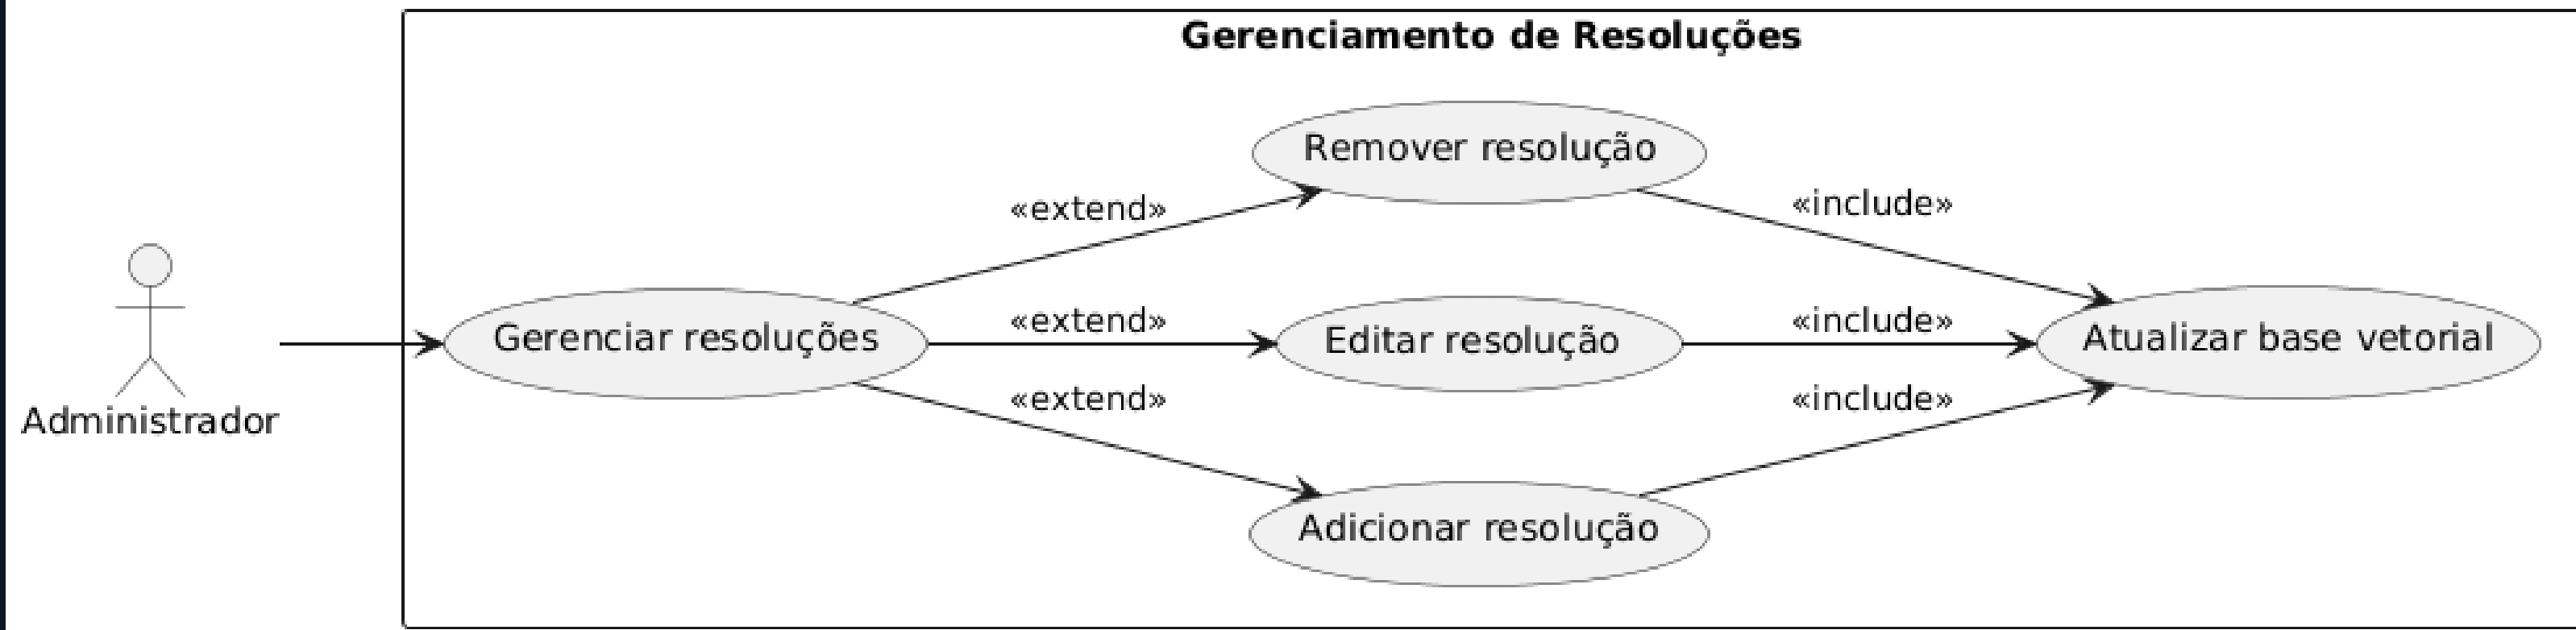 Gerenciamento de Resoluções
Remover resolução
«extend»
«include»
Gerenciar resoluções
«extend»
Editar resolução
«include»
Atualizar base vetorial
«extend»
«include»
Administrador
Adicionar resolução